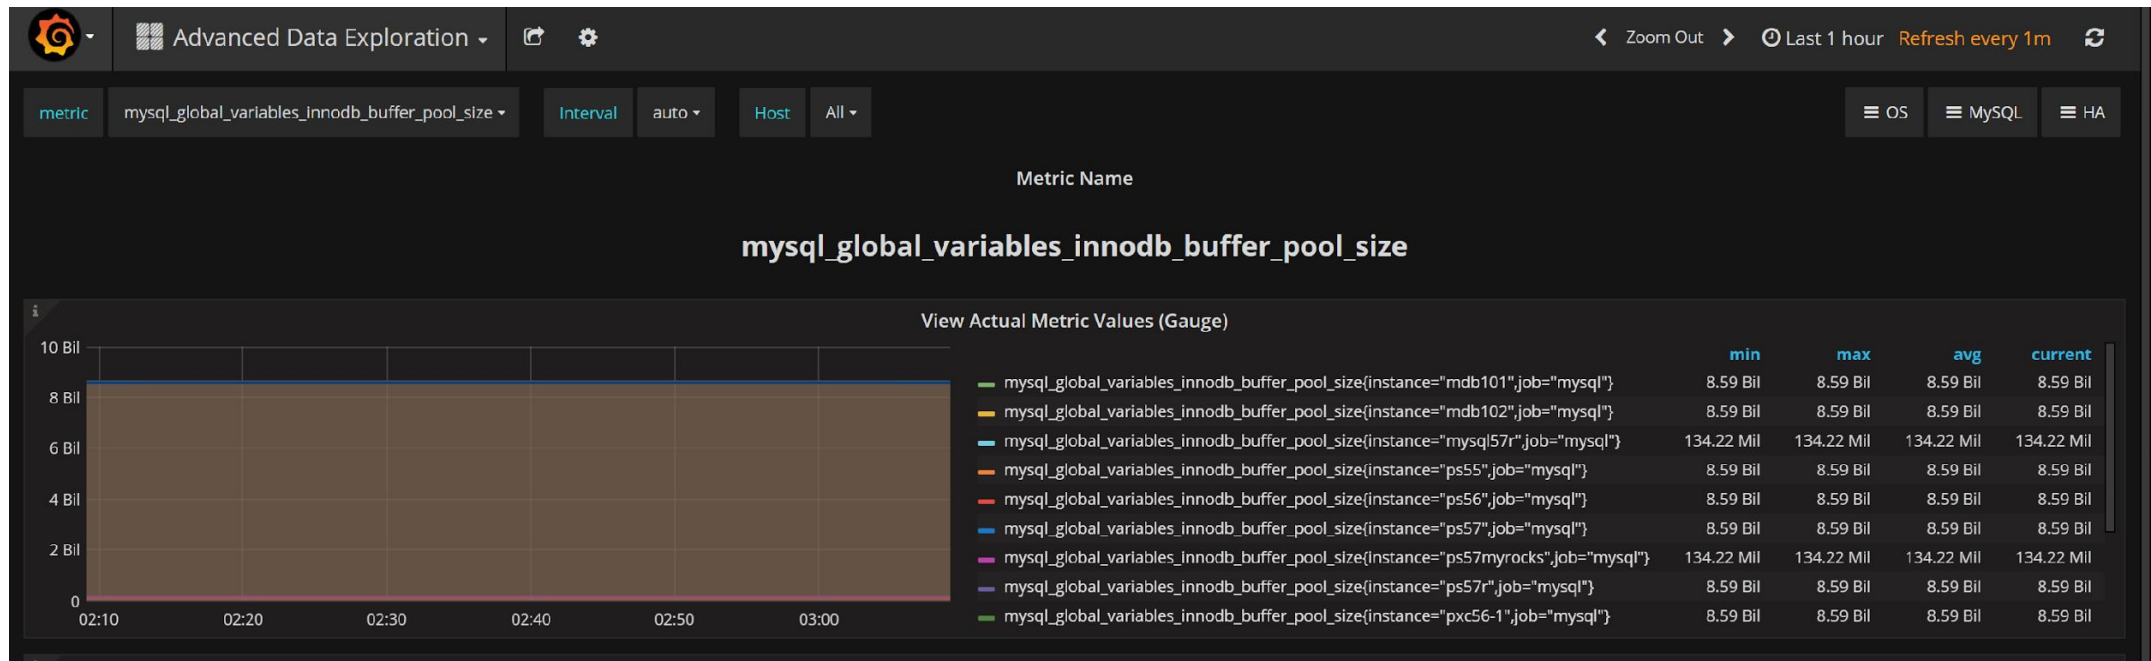 Advanced Data Exploration
Zoom Out
Last 1 hour Refresh every 1m
metric mysql_global_variables_innodb_buffer_pool_size
Interval auto
Host All
OS
MySQL
HA
Metric Name
mysql_global_variables_innodb_buffer_pool_size
i
View Actual Metric Values (Gauge)
10 Bil
8 Bil
6 Bil
4 Bil
2 Bil
0
02:10 02:20 02:30 02:40 02:50 03:00
min max avg current
mysql_global_variables_innodb_buffer_pool_size{instance="mdb101",job="mysql"} 8.59 Bil 8.59 Bil 8.59 Bil 8.59 Bil
mysql_global_variables_innodb_buffer_pool_size{instance="mdb102",job="mysql"} 8.59 Bil 8.59 Bil 8.59 Bil 8.59 Bil
mysql_global_variables_innodb_buffer_pool_size{instance="mysql57r",job="mysql"} 134.22 Mil 134.22 Mil 134.22 Mil 134.22 Mil
mysql_global_variables_innodb_buffer_pool_size{instance="ps55",job="mysql"} 8.59 Bil 8.59 Bil 8.59 Bil 8.59 Bil
mysql_global_variables_innodb_buffer_pool_size{instance="ps56",job="mysql"} 8.59 Bil 8.59 Bil 8.59 Bil 8.59 Bil
mysql_global_variables_innodb_buffer_pool_size{instance="ps57",job="mysql"} 8.59 Bil 8.59 Bil 8.59 Bil 8.59 Bil
mysql_global_variables_innodb_buffer_pool_size{instance="ps57myrocks",job="mysql"} 134.22 Mil 134.22 Mil 134.22 Mil 134.22 Mil
mysql_global_variables_innodb_buffer_pool_size{instance="ps57r",job="mysql"} 8.59 Bil 8.59 Bil 8.59 Bil 8.59 Bil
mysql_global_variables_innodb_buffer_pool_size{instance="pxc56-1",job="mysql"} 8.59 Bil 8.59 Bil 8.59 Bil 8.59 Bil